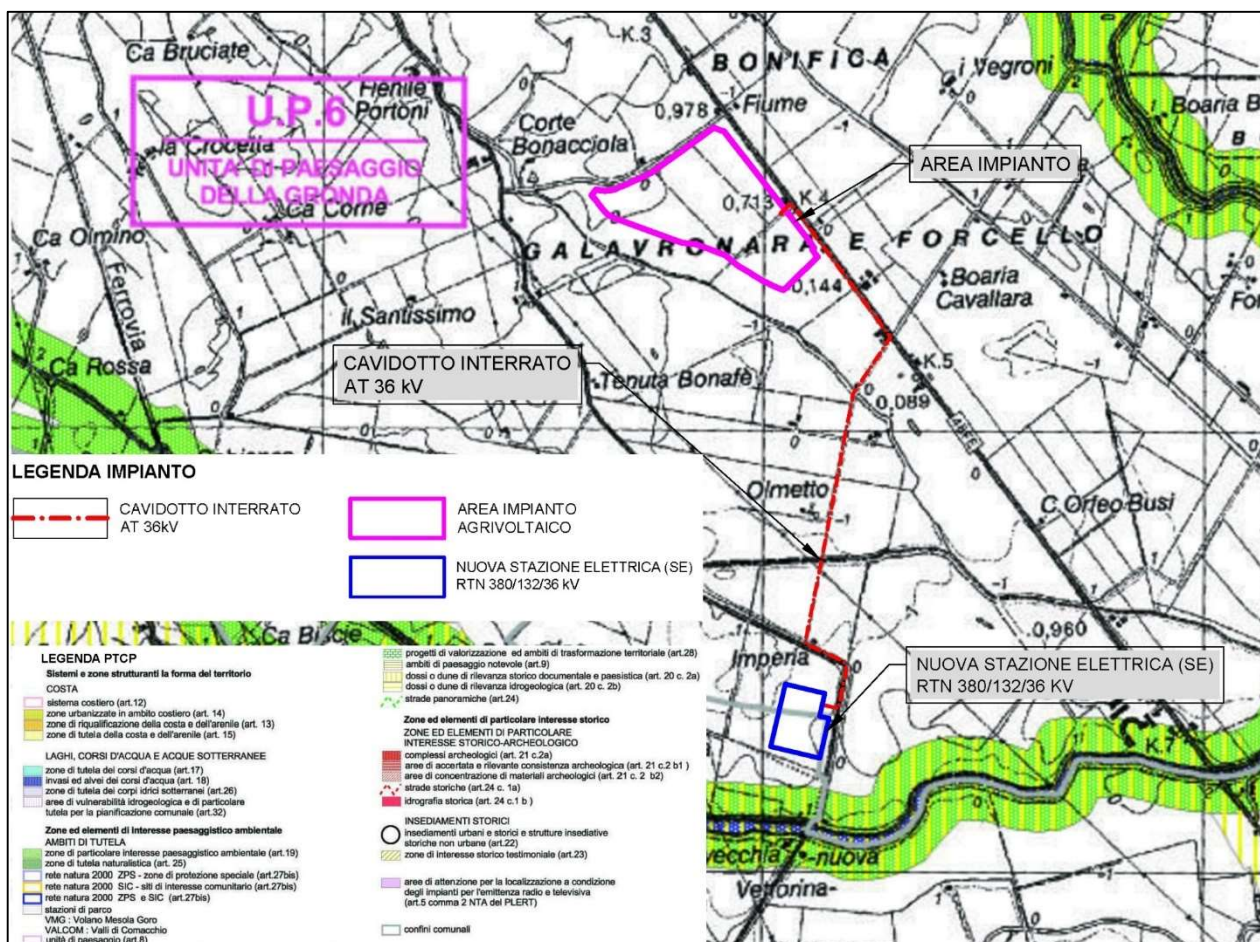 Ca Bruciate
K.3
BONIFICA
i Vegroni
Fienile
Portoni
U.P.6
0,978
Fiume
Boaria B
la Crocetta
Corte
Bonacciola
UNITA' DI PAESAGGIO
DELLA GRONDA
AREA IMPIANTO
Ca Corne
0,713
K.4
Ca Olmino
GALAVRONARA E FORCELLO
Ferrovia
0,144
Boaria
Cavallara
Il Santissimo
Ca Rossa
CAVIDOTTO INTERRATO
AT 36 kV
Tenuta Bonafè
K.5
0,089
LEGENDA IMPIANTO
Olmetto
C Orfeo Busi
CAVIDOTTO INTERRATO
AT 36kV
AREA IMPIANTO
AGRIVOLTAICO
NUOVA STAZIONE ELETTRICA (SE)
RTN 380/132/36 kV
0,960
Ca Biscie
Imperia
NUOVA STAZIONE ELETTRICA (SE)
RTN 380/132/36 KV
K.7
vecchia
nuova
Vettorina
LEGENDA PTCP
Sistemi e zone strutturanti la forma del territorio
COSTA
sistema costiero (art.12)
zone urbanizzate in ambito costiero (art. 14)
zone di riqualificazione della costa e dell'arenile (art. 13)
zone di tutela della costa e dell'arenile (art. 15)
LAGHI, CORSI D'ACQUA E ACQUE SOTTERRANEE
zone di tutela dei corsi d'acqua (art.17)
invasi ed alvei dei corsi d'acqua (art. 18)
zone di tutela dei corpi idrici sotterranei (art.26)
aree di vulnerabilità idrogeologica e di particolare
tutela per la pianificazione comunale (art.32)
Zone ed elementi di interesse paesaggistico ambientale
AMBITI DI TUTELA
zone di particolare interesse paesaggistico ambientale (art.19)
zone di tutela naturalistica (art. 25)
rete natura 2000 ZPS - zone di protezione speciale (art.27bis)
rete natura 2000 SIC - siti di interesse comunitario (art.27bis)
rete natura 2000 ZPS e SIC (art.27bis)
stazioni di parco
VMG : Volano Mesola Goro
VALCOM : Valli di Comacchio
unità di paesaggio (art.8)
progetti di valorizzazione ed ambiti di trasformazione territoriale (art.28)
ambiti di paesaggio notevole (art.9)
dossi o dune di rilevanza storico documentale e paesistica (art. 20 c. 2a)
dossi o dune di rilevanza idrogeologica (art. 20 c. 2b)
strade panoramiche (art.24)
Zone ed elementi di particolare interesse storico
ZONE ED ELEMENTI DI PARTICOLARE
INTERESSE STORICO-ARCHEOLOGICO
complessi archeologici (art. 21 c.2a)
aree di accertata e rilevante consistenza archeologica (art. 21 c.2 b1 )
aree di concentrazione di materiali archeologici (art. 21 c. 2 b2)
strade storiche (art.24 c. 1a)
idrografia storica (art. 24 c.1 b )
INSEDIAMENTI STORICI
insediamenti urbani e storici e strutture insediative
storiche non urbane (art.22)
zone di interesse storico testimoniale (art.23)
aree di attenzione per la localizzazione a condizione
degli impianti per l'emittenza radio e televisiva
(art.5 comma 2 NTA del PLERT)
confini comunali